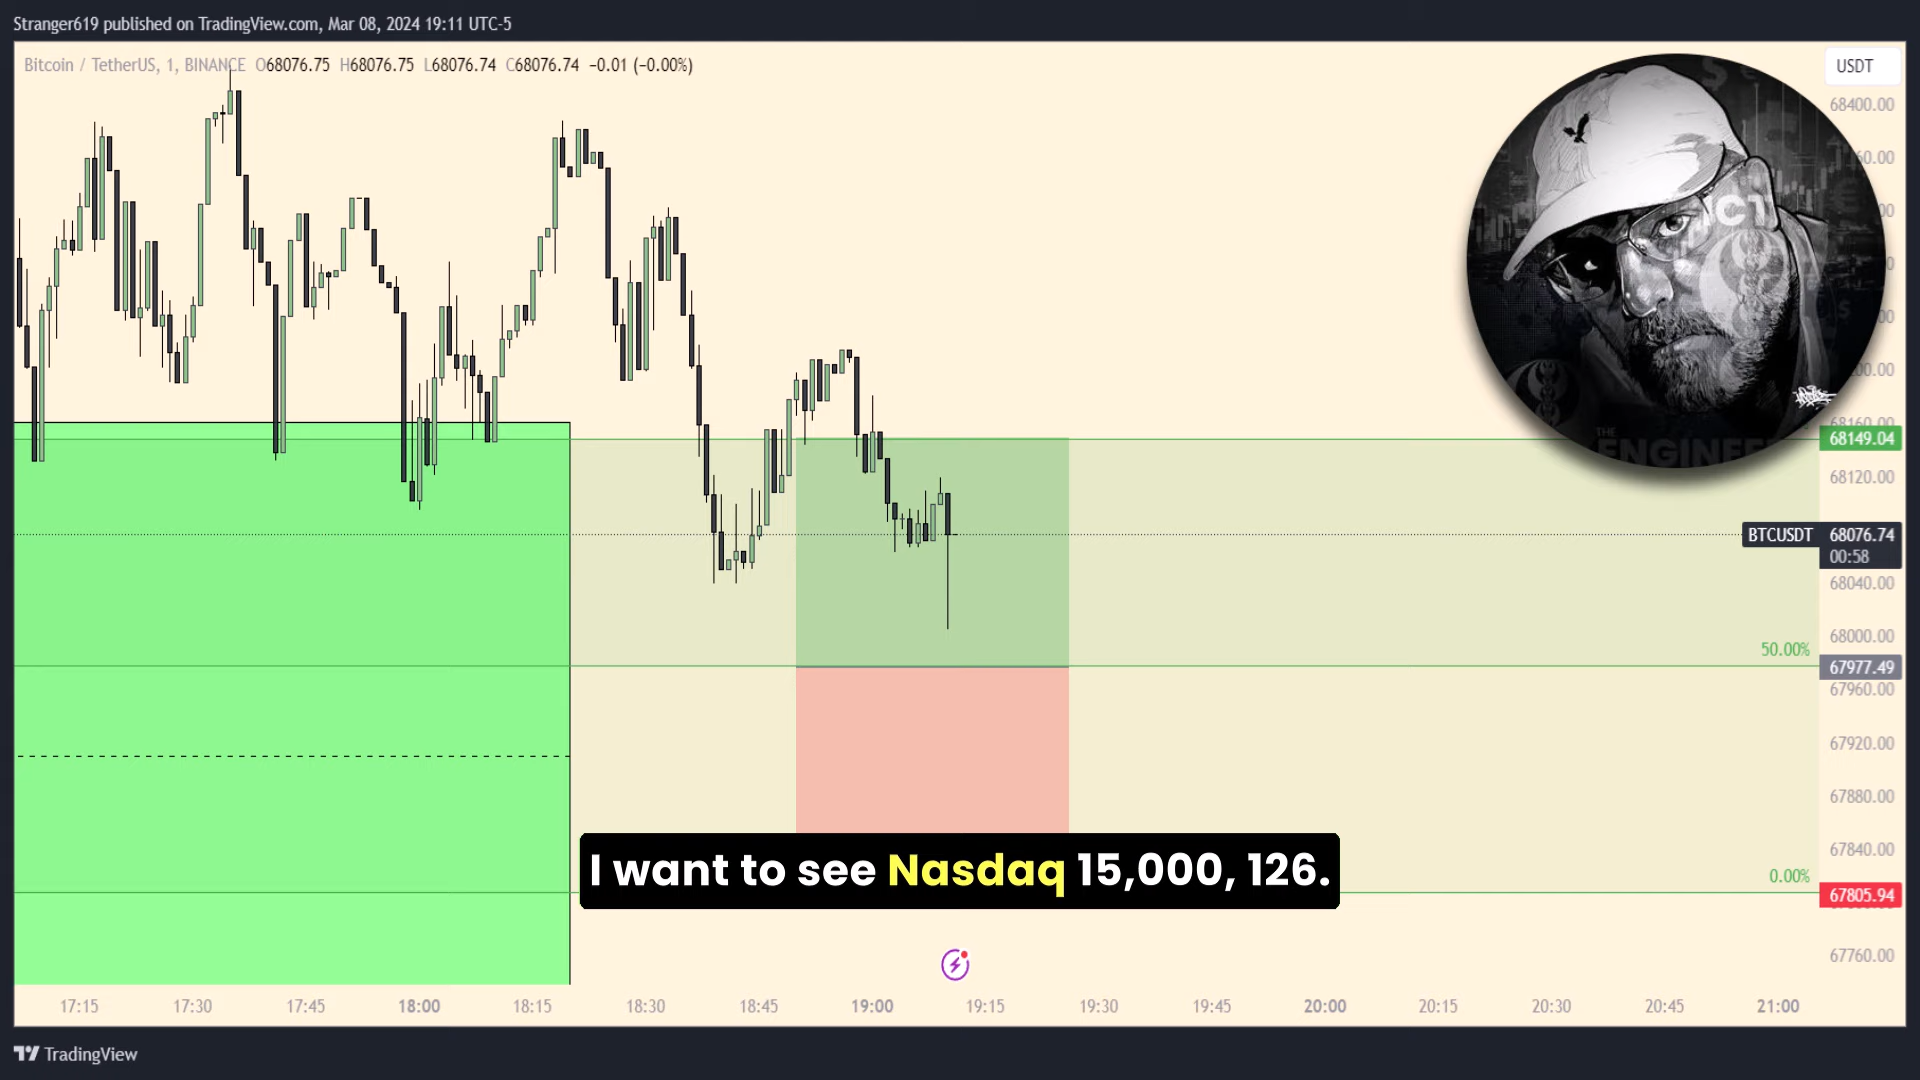 Stranger619 published on TradingView.com, Mar 08, 2024 19:11 UTC-5
Bitcoin / TetherUS, 1, BINANCE O68076.75 H68076.75 L68076.74 C68076.74 −0.01 (−0.00%)
USDT
68400.00
68160.00
68149.04
68120.00
BTCUSDT 68076.74
00:58
68040.00
68000.00
50.00%
67977.49
67960.00
67920.00
67880.00
67840.00
0.00%
67805.94
67760.00
THE
ENGINEE
I want to see Nasdaq 15,000, 126.
17:15 17:30 17:45 18:00 18:15 18:30 18:45 19:00 19:15 19:30 19:45 20:00 20:15 20:30 20:45 21:00
TradingView